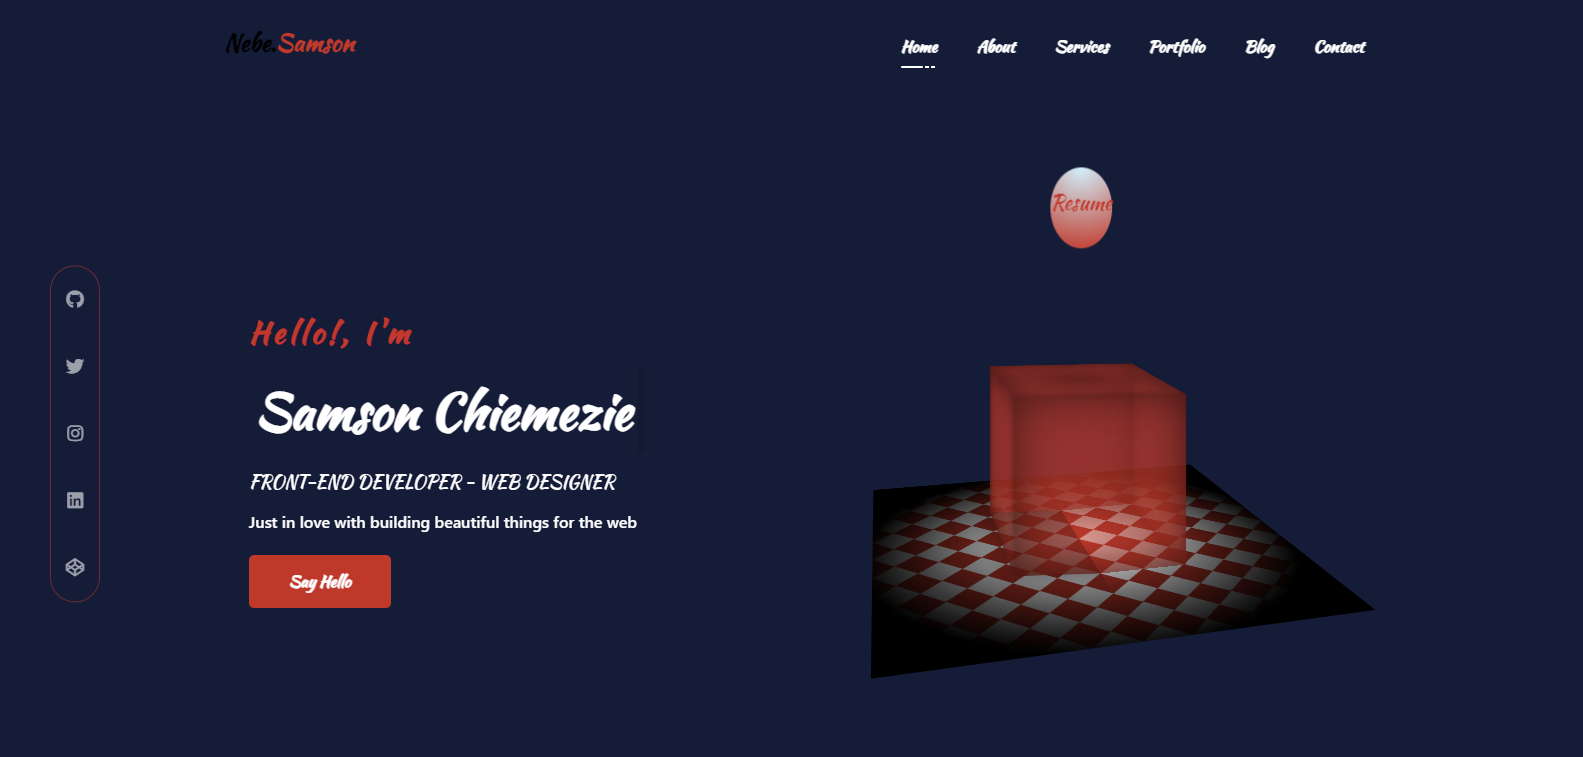 Nebe.Samson
Home About Services Portfolio Blog Contact
Resume
Hello!, I'm
Samson Chiemezie
FRONT-END DEVELOPER - WEB DESIGNER
Just in love with building beautiful things for the web
Say Hello